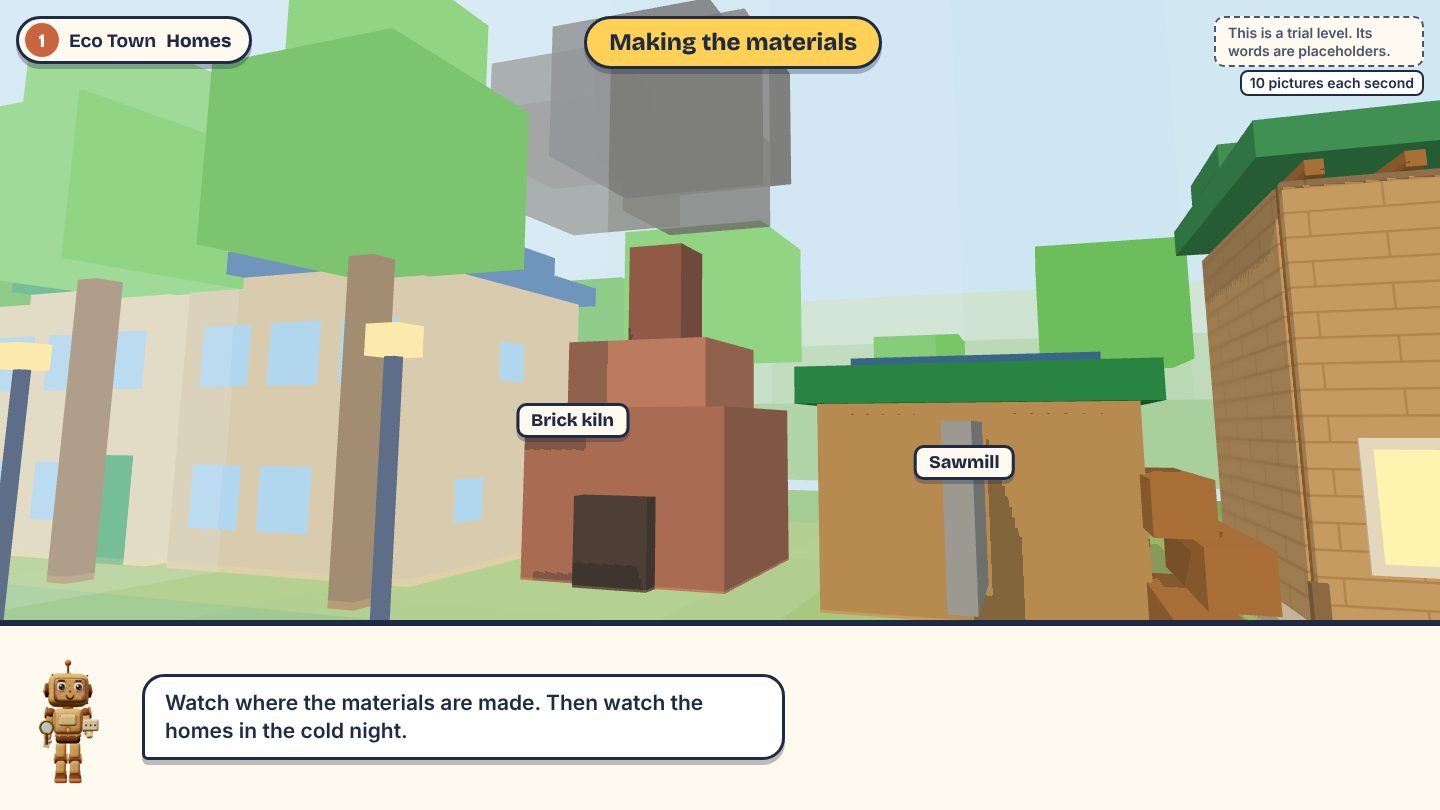 1 Eco Town Homes
Making the materials
This is a trial level. Its
words are placeholders.
10 pictures each second
Brick kiln
Sawmill
Watch where the materials are made. Then watch the
homes in the cold night.